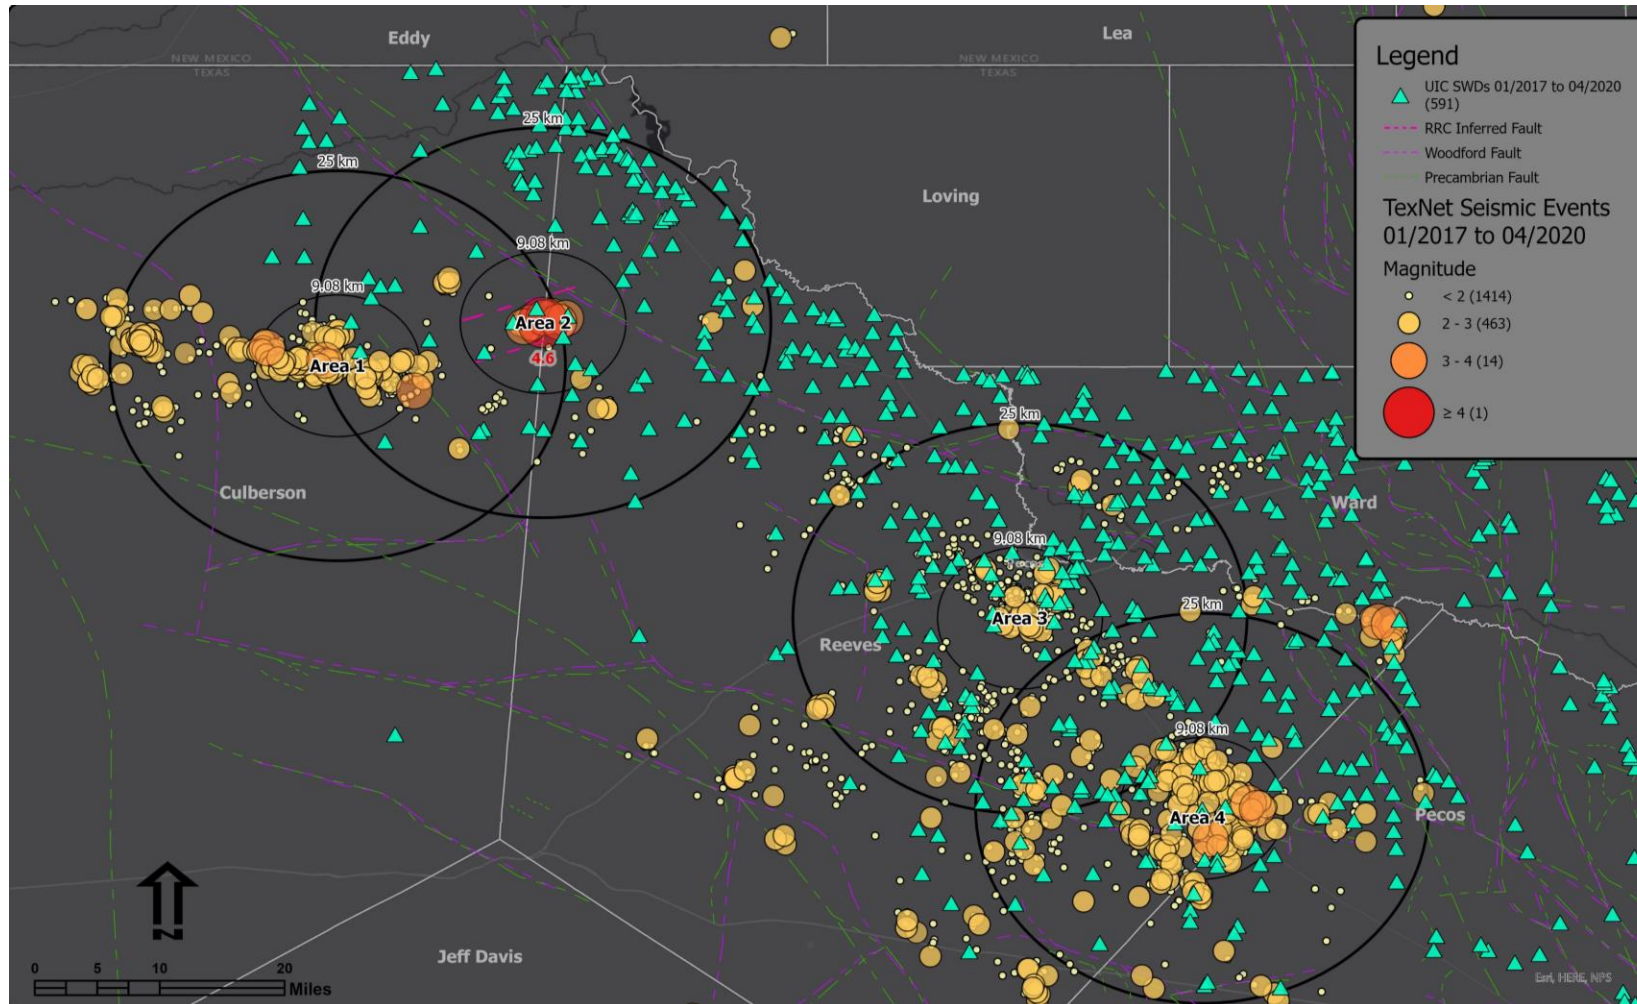 Eddy
Lea
NEW MEXICO
TEXAS
NEW MEXICO
TEXAS
Legend
UIC SWDs 01/2017 to 04/2020
(591)
RRC Inferred Fault
Woodford Fault
Precambrian Fault
TexNet Seismic Events
01/2017 to 04/2020
Magnitude
< 2 (1414)
2 - 3 (463)
3 - 4 (14)
≥ 4 (1)
25 km
25 km
Loving
9.08 km
9.08 km
Area 2
4.6
Area 1
25 km
Culberson
Ward
9.08 km
25 km
Area 3
Reeves
9.08 km
Area 4
Pecos
N
Jeff Davis
0 5 10 20
Miles
Esri, HERE, NPS